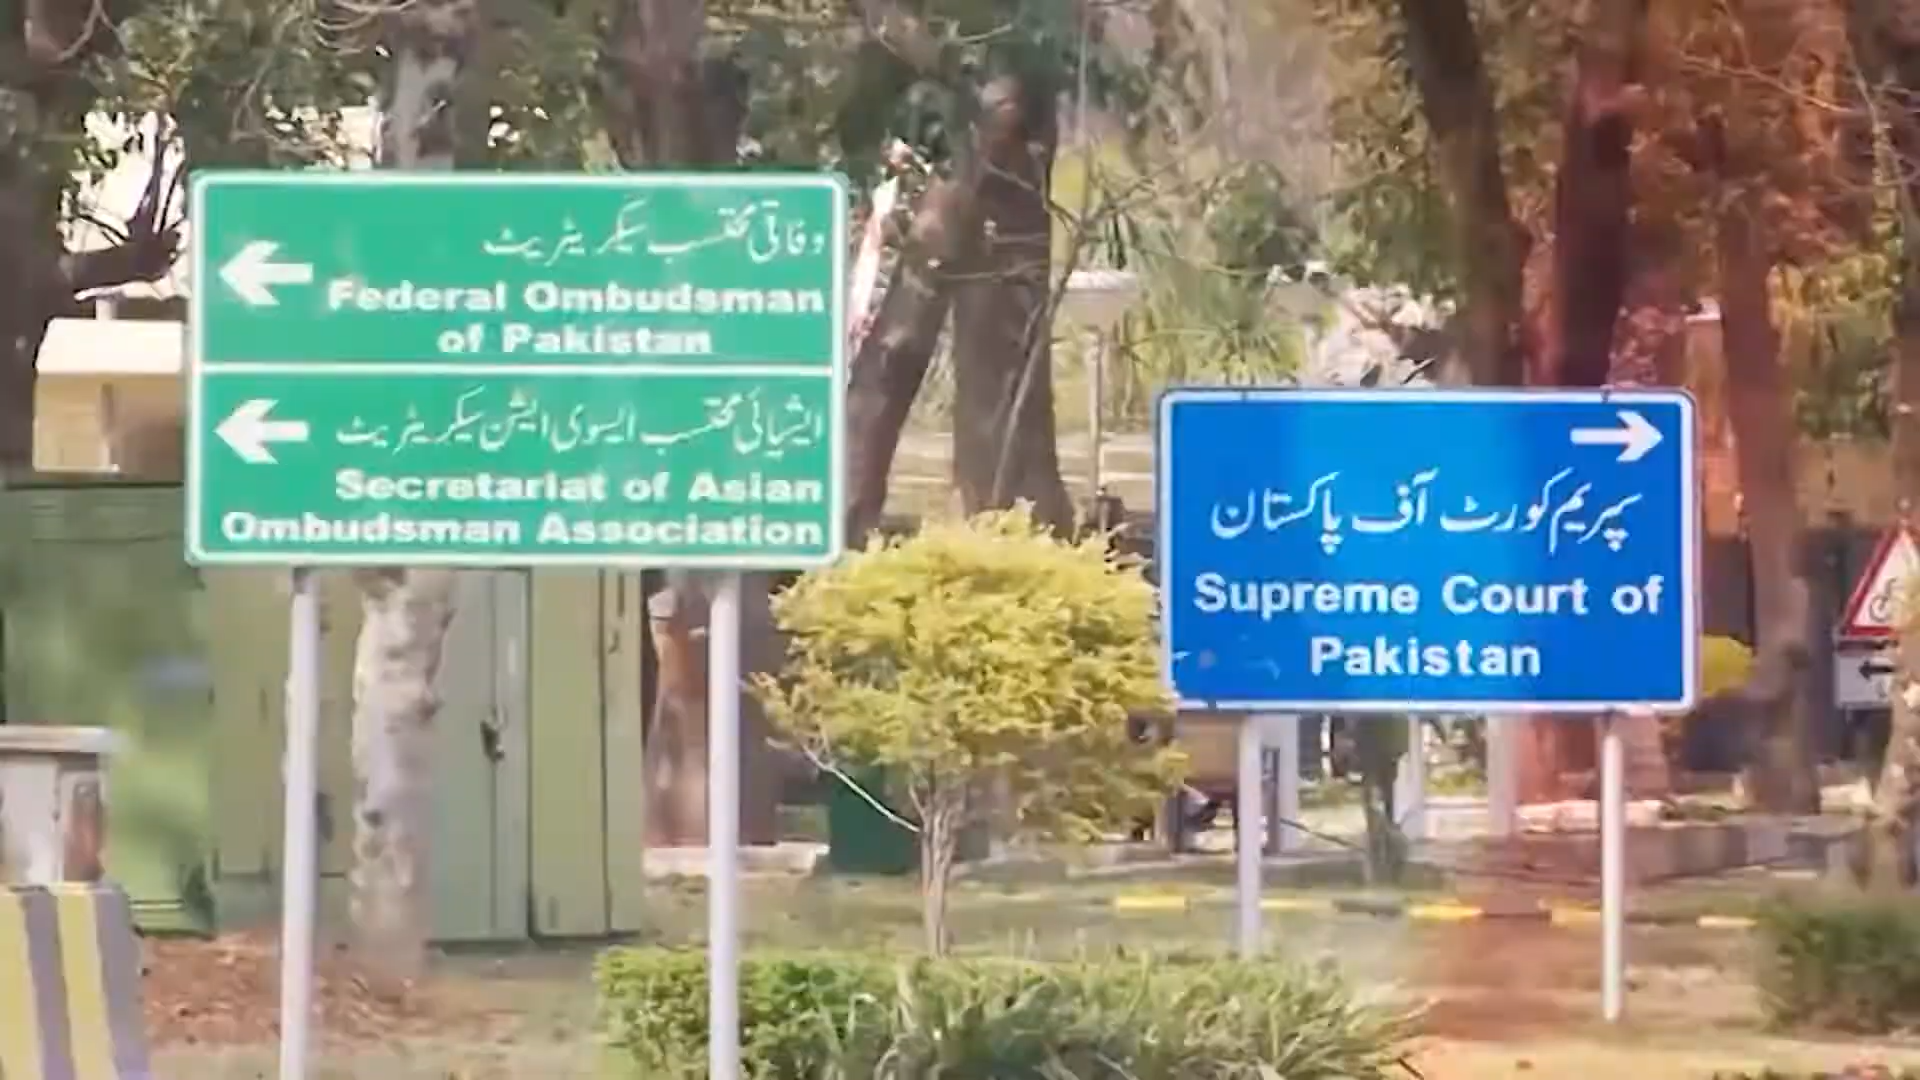 وفاقی محتسب سیکریٹریٹ
Federal Ombudsman
of Pakistan
ایشیائی محتسب ایسوی ایشن سیکریٹریٹ
Secretariat of Asian
Ombudsman Association
سپریم کورٹ آف پاکستان
Supreme Court of
Pakistan